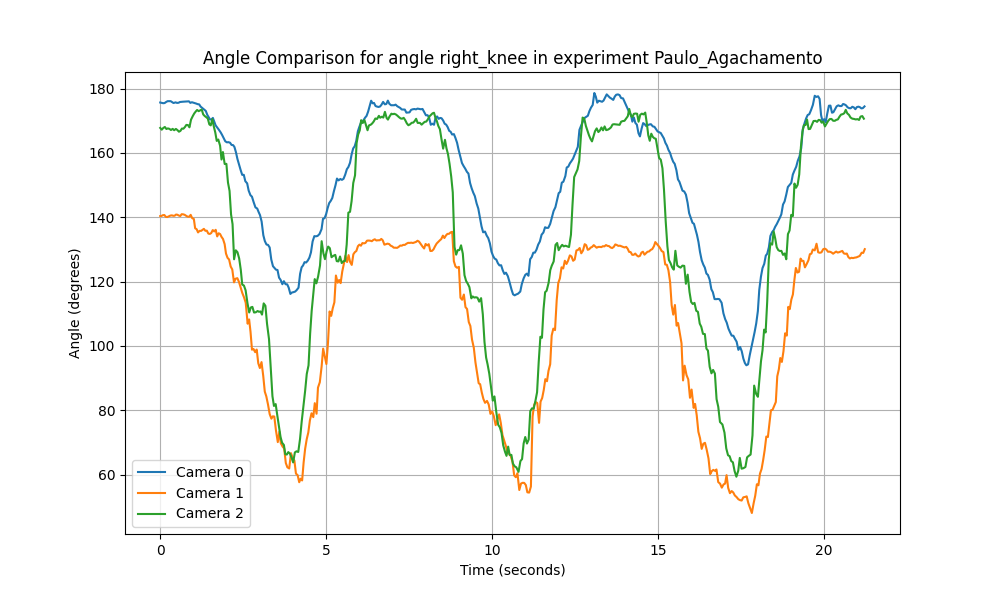 Angle Comparison for angle right_knee in experiment Paulo_Agachamento
Angle (degrees)
180
160
140
120
100
80
60
Camera 0
Camera 1
Camera 2
0
5
10
15
20
Time (seconds)